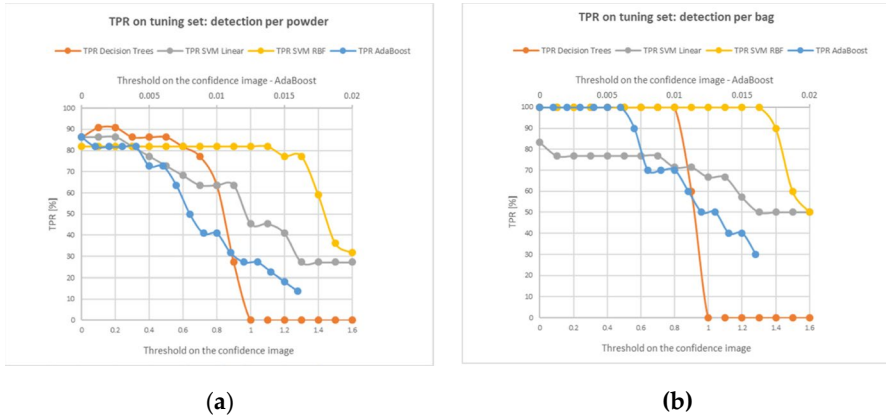 TPR on tuning set: detection per powder
TPR Decision Trees TPR SVM Linear TPR SVM RBF TPR AdaBoost
Threshold on the confidence image - AdaBoost
0 0.005 0.01 0.015 0.02
100
90
80
70
60
50
40
30
20
10
0
TPR [%]
0 0.2 0.4 0.6 0.8 1 1.2 1.4 1.6
Threshold on the confidence image
(a)
TPR on tuning set: detection per bag
TPR Decision Trees TPR SVM Linear TPR SVM RBF TPR AdaBoost
Threshold on the confidence image - AdaBoost
0 0.005 0.01 0.015 0.02
100
90
80
70
60
50
40
30
20
10
0
TPR [%]
0 0.2 0.4 0.6 0.8 1 1.2 1.4 1.6
Threshold on the confidence image
(b)